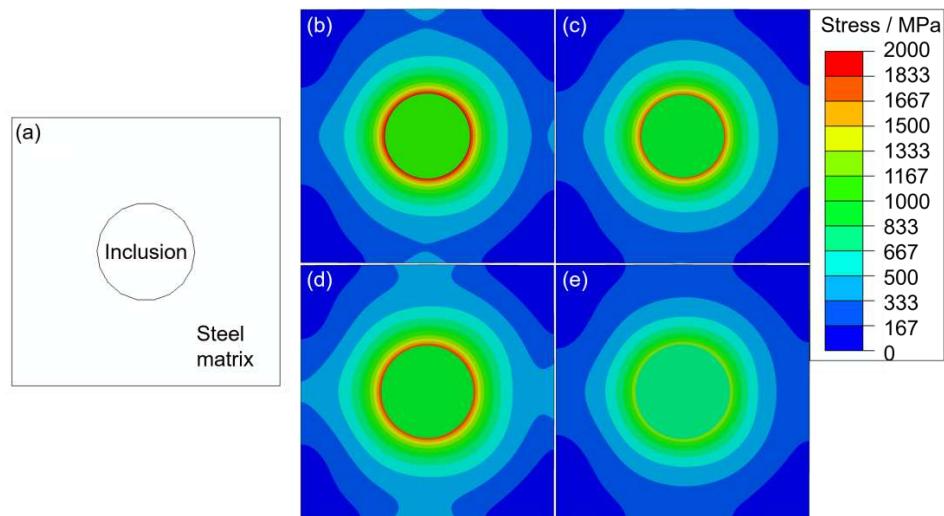 (a)
Inclusion
Steel
matrix
(b)
(c)
(d)
(e)
Stress / MPa
2000
1833
1667
1500
1333
1167
1000
833
667
500
333
167
0